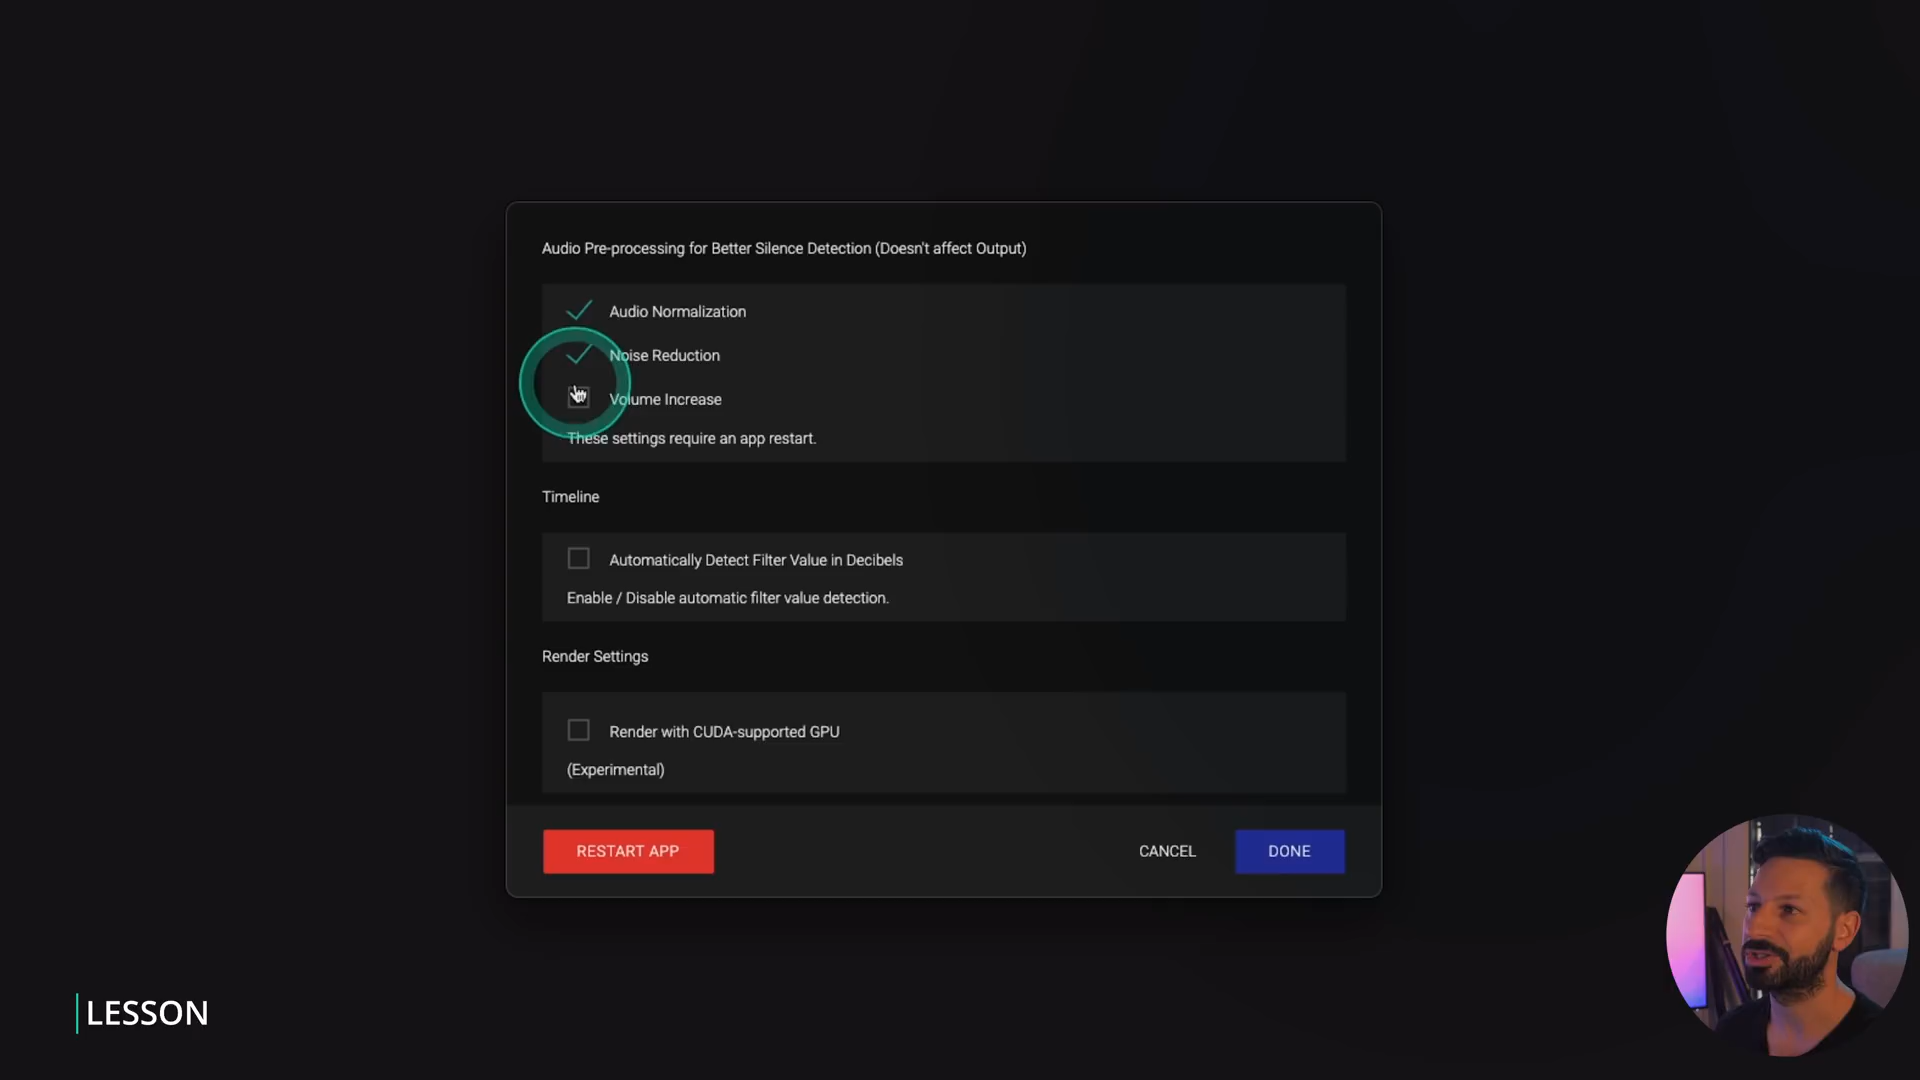 Audio Pre-processing for Better Silence Detection (Doesn't affect Output)
Audio Normalization
Noise Reduction
Volume Increase
These settings require an app restart.
Timeline
Automatically Detect Filter Value in Decibels
Enable / Disable automatic filter value detection.
Render Settings
Render with CUDA-supported GPU
(Experimental)
RESTART APP
CANCEL
DONE
LESSON